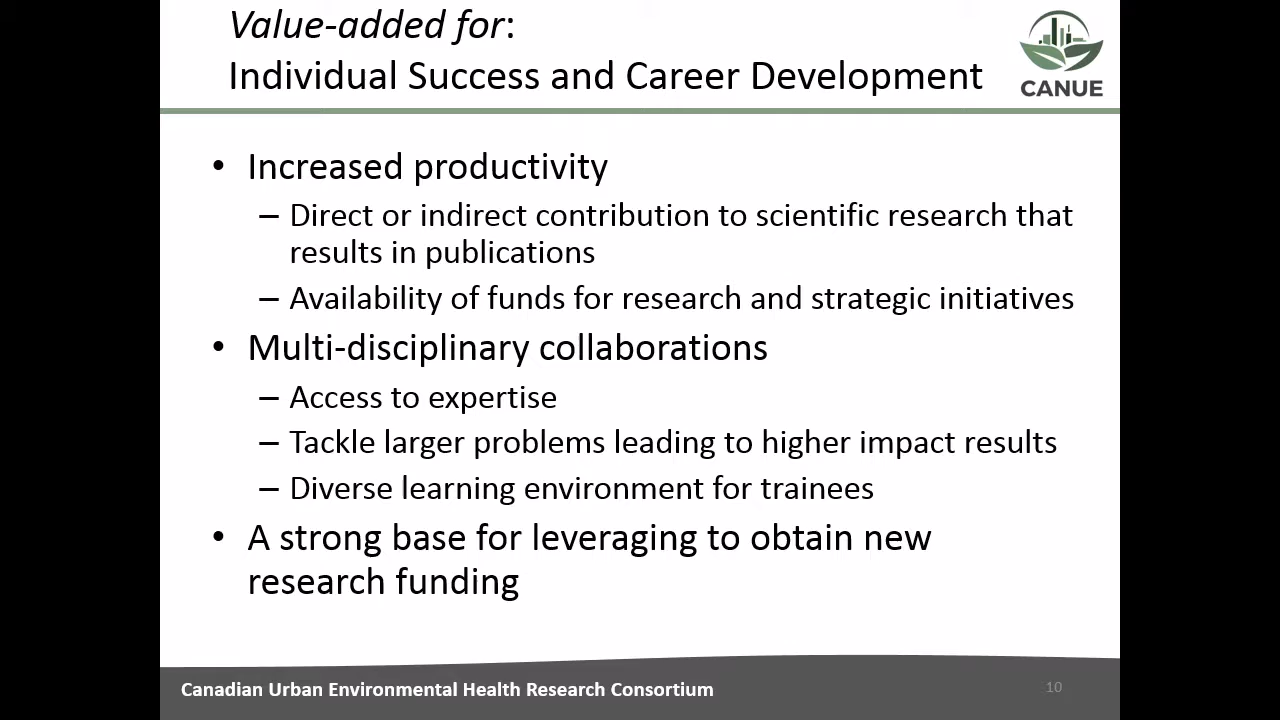 Value-added for:
Individual Success and Career Development
CANUE
• Increased productivity
– Direct or indirect contribution to scientific research that
results in publications
– Availability of funds for research and strategic initiatives
• Multi-disciplinary collaborations
– Access to expertise
– Tackle larger problems leading to higher impact results
– Diverse learning environment for trainees
• A strong base for leveraging to obtain new
research funding
Canadian Urban Environmental Health Research Consortium
10